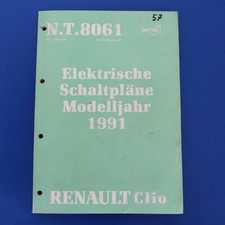 57
N.T.8061
Elektrische
Schaltpläne
Modelljahr
1991
RENAULT Clio